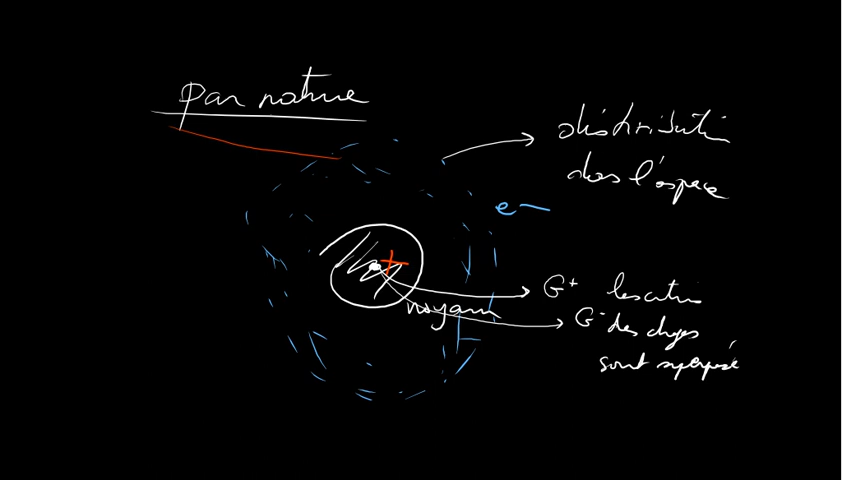 par nature
distribution
dans l'espace
e-
+
G+ les centres
noyau
G- des charges
sont superposés